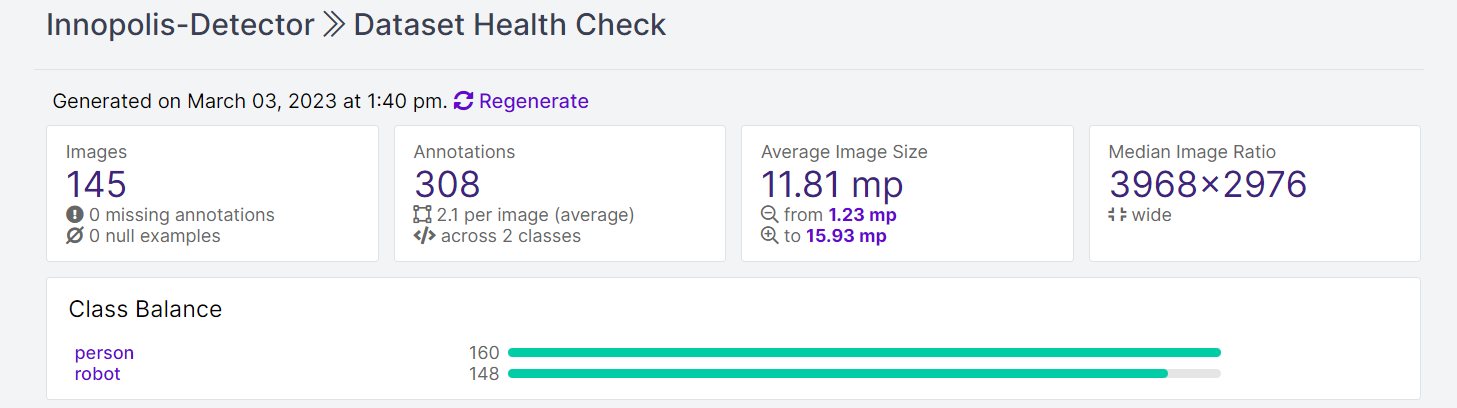 Innopolis-Detector » Dataset Health Check
Generated on March 03, 2023 at 1:40 pm. Regenerate
Images
145
0 missing annotations
0 null examples
Annotations
308
2.1 per image (average)
across 2 classes
Average Image Size
11.81 mp
from 1.23 mp
to 15.93 mp
Median Image Ratio
3968×2976
wide
Class Balance
person 160
robot 148